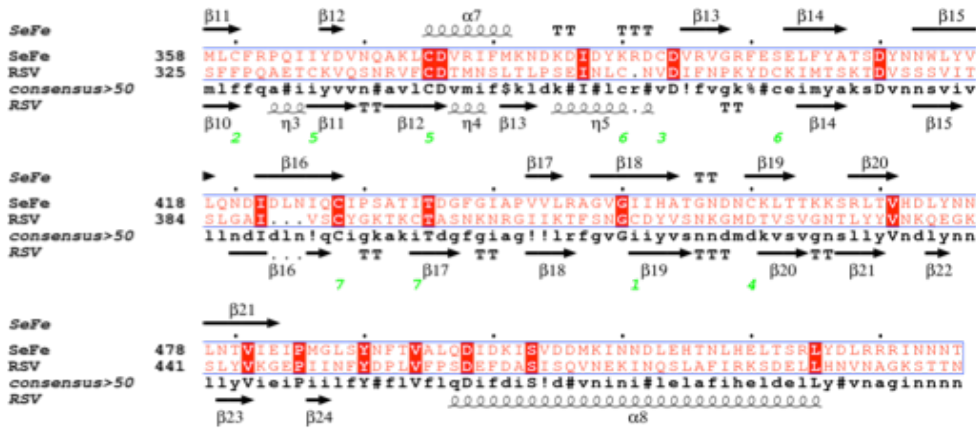 β11 β12 α7 TT TTT β13 β14 β15
SeFe
SeFe 358 MLCFRPQIIYDVNQAKLCDVRIFMKNDKDIDYKRDCDVRVGRFESELFYATSDYNNWLYV
RSV 325 SFFPQAETCKVQSNRVFCDTMNSLTLPSEINLC.NVDIFNPKYDCKIMTSKTDVSSSVIT
consensus>50 mlffqa#iiyvvn#avlCDvmif$kldk#I#lcr#vD!fvgk%#ceimyaksDvnnsviv
RSV
β10 η3 β11 TT β12 η4 β13 η5 . TT β14 β15
2 5 5 6 3 6
β16 β17 β18 TT β19 β20
SeFe
SeFe 418 LQNDIDLNIQCIPSATITDGFGIAPVVLRAGVGIIHATGNDNCKLTTKKSRLTVHDLYNN
RSV 384 SLGAI...VSCYGKTKCTASNKNRGIIKTFSNGCDYVSNKGMDTVSVGNTLYYVNKQEGK
consensus>50 llndIdln!qCigkakiTdgfgiag!!lrfgvGiiyvsnndmdkvsvgnsllyVndlynn
RSV
... β16 TT β17 TT β18 β19 TTT β20 TT β21 β22
7 7 1 4
β21
SeFe
SeFe 478 LNTVIEIPMGLSYNFTVALQDIDKISVDDMKINNDLEHTNLHELTSRLYDLRRRINNNT
RSV 441 SLYVKGEPIINFYDPLVFPSDEFDASISQVNEKINQSLAFIRKSDELLHNVNAGKSTTN
consensus>50 llyVieiPiilfY#flVflqDifdiS!d#vnini#lelafiheldelLy#vnaginnnn
RSV
β23 β24 α8